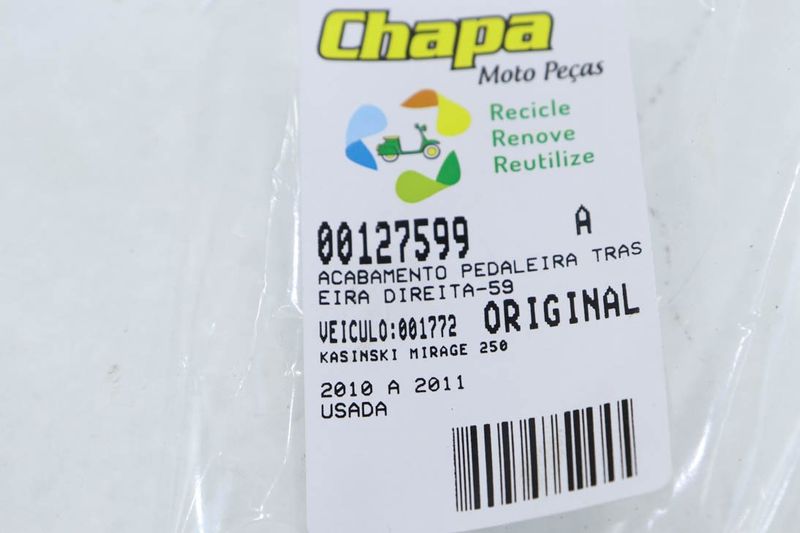 Chapa
Moto Peças
Recicle
Renove
Reutilize
00127599 A
ACABAMENTO PEDALEIRA TRAS
EIRA DIREITA-59
VEICULO:001772 ORIGINAL
KASINSKI MIRAGE 250
2010 A 2011
USADA